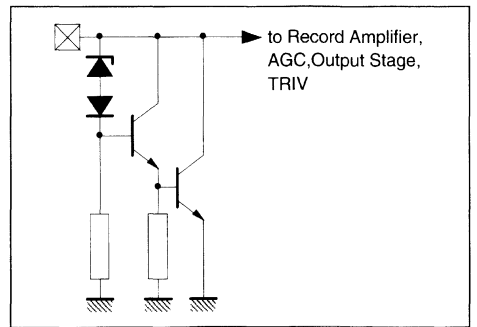 to Record Amplifier,
AGC,Output Stage,
TRIV